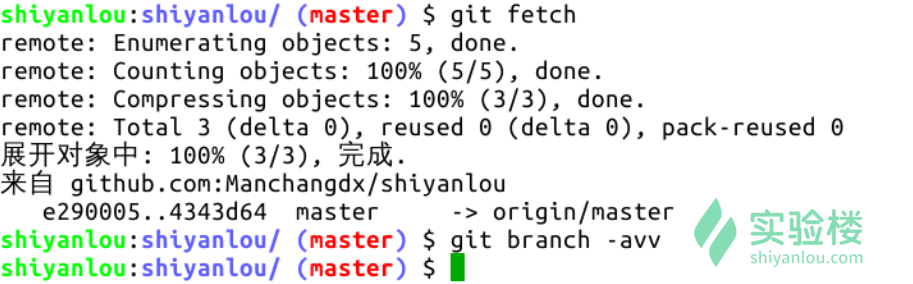 shiyanlou:shiyanlou/ (master) $ git fetch
remote: Enumerating objects: 5, done.
remote: Counting objects: 100% (5/5), done.
remote: Compressing objects: 100% (3/3), done.
remote: Total 3 (delta 0), reused 0 (delta 0), pack-reused 0
展开对象中: 100% (3/3), 完成.
来自 github.com:Manchangdx/shiyanlou
   e290005..4343d64  master     -> origin/master
shiyanlou:shiyanlou/ (master) $ git branch -avv
shiyanlou:shiyanlou/ (master) $
实验楼
shiyanlou.com